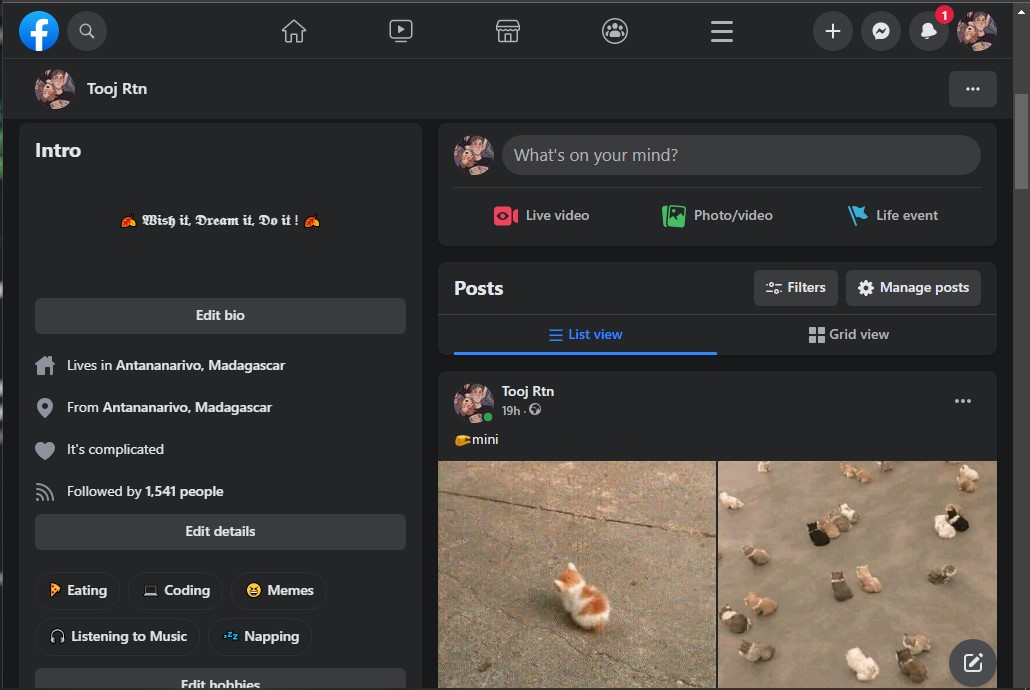 1
Tooj Rtn
...
Intro
🍂 𝖂𝖎𝖘𝖍 𝖎𝖙, 𝕯𝖗𝖊𝖆𝖒 𝖎𝖙, 𝕯𝖔 𝖎𝖙 ! 🍂
Edit bio
Lives in Antananarivo, Madagascar
From Antananarivo, Madagascar
It's complicated
Followed by 1,541 people
Edit details
🍕 Eating
💻 Coding
😆 Memes
🎧 Listening to Music
💤 Napping
Edit hobbies
What's on your mind?
Live video
Photo/video
Life event
Posts
Filters
Manage posts
List view
Grid view
Tooj Rtn
19h ·
🤛mini